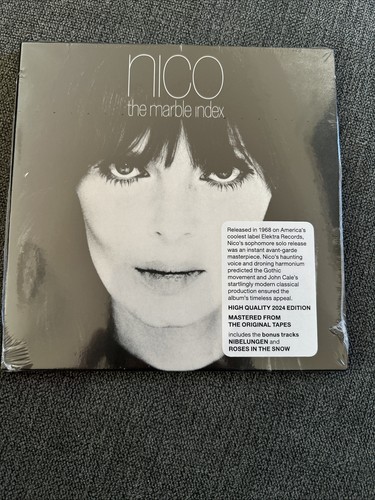 nico
the marble index
Released in 1968 on America's
coolest label Elektra Records,
Nico's sophomore solo release
was an instant avant-garde
masterpiece. Nico's haunting
voice and droning harmonium
predicted the Gothic
movement and John Cale's
startlingly modern classical
production ensured the
album's timeless appeal.
HIGH QUALITY 2024 EDITION
MASTERED FROM
THE ORIGINAL TAPES
includes the bonus tracks
NIBELUNGEN and
ROSES IN THE SNOW